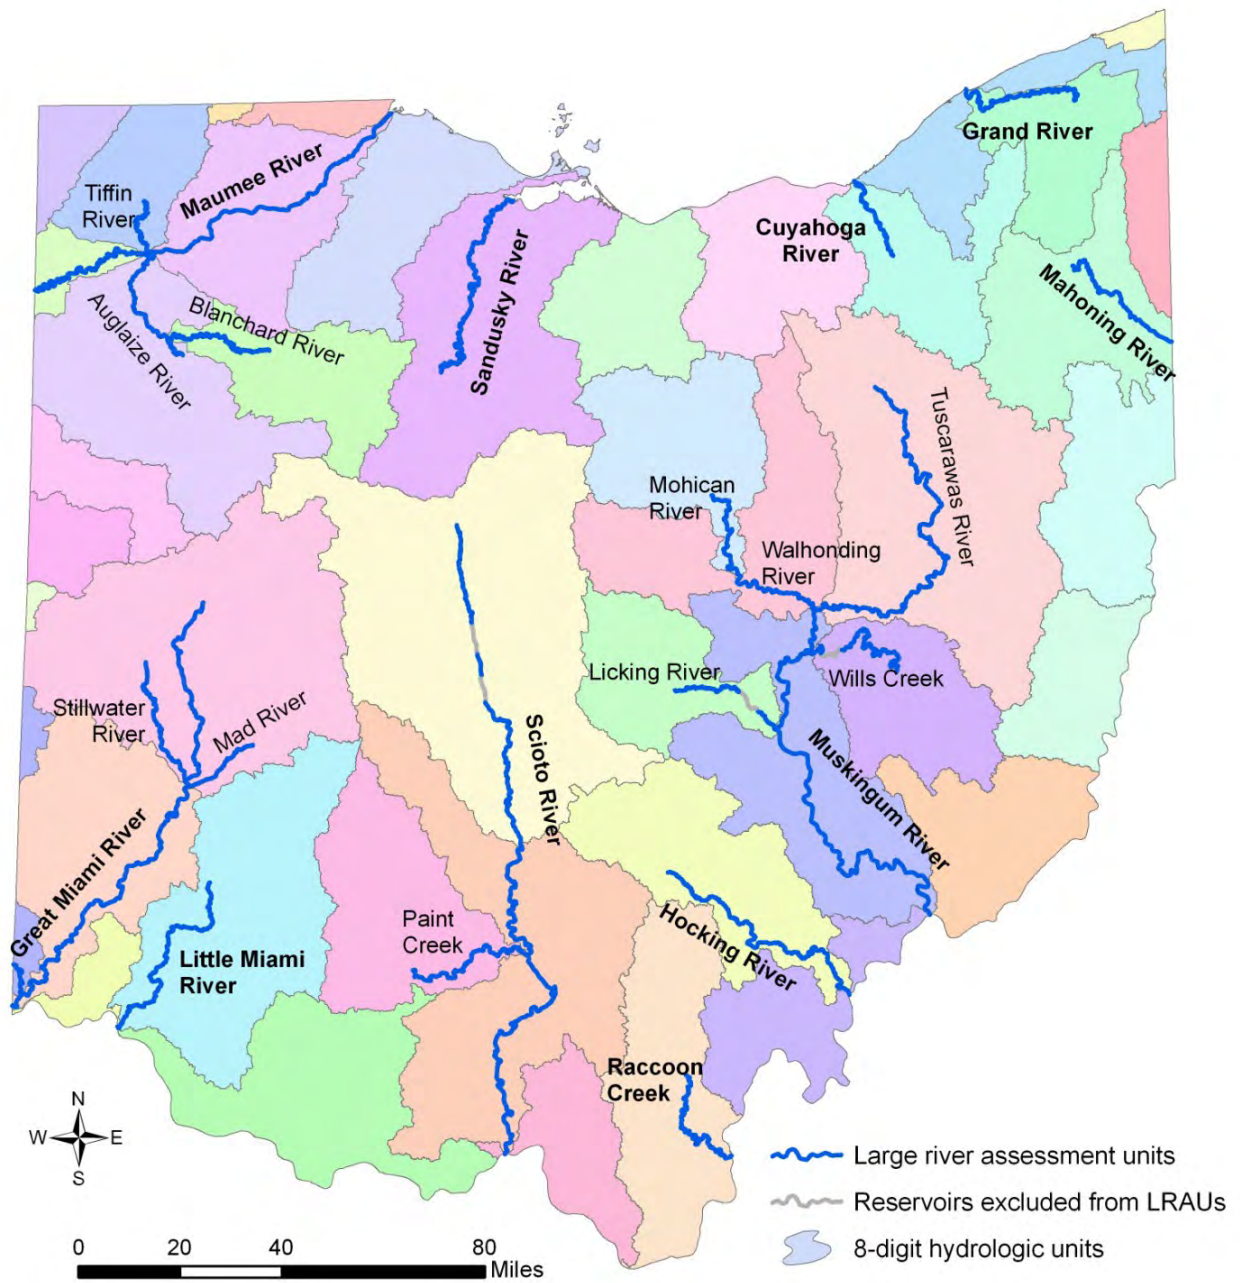 Grand River
Maumee River
Tiffin
River
Cuyahoga
River
Sandusky River
Mahoning River
Blanchard River
Auglaize River
Tuscarawas River
Mohican
River
Walhonding
River
Licking River
Wills Creek
Stillwater
River
Mad River
Scioto River
Muskingum River
Great Miami River
Paint
Creek
Hocking River
Little Miami
River
Raccoon
Creek
N
W
E
S
Large river assessment units
Reservoirs excluded from LRAUs
8-digit hydrologic units
0
20
40
80
Miles